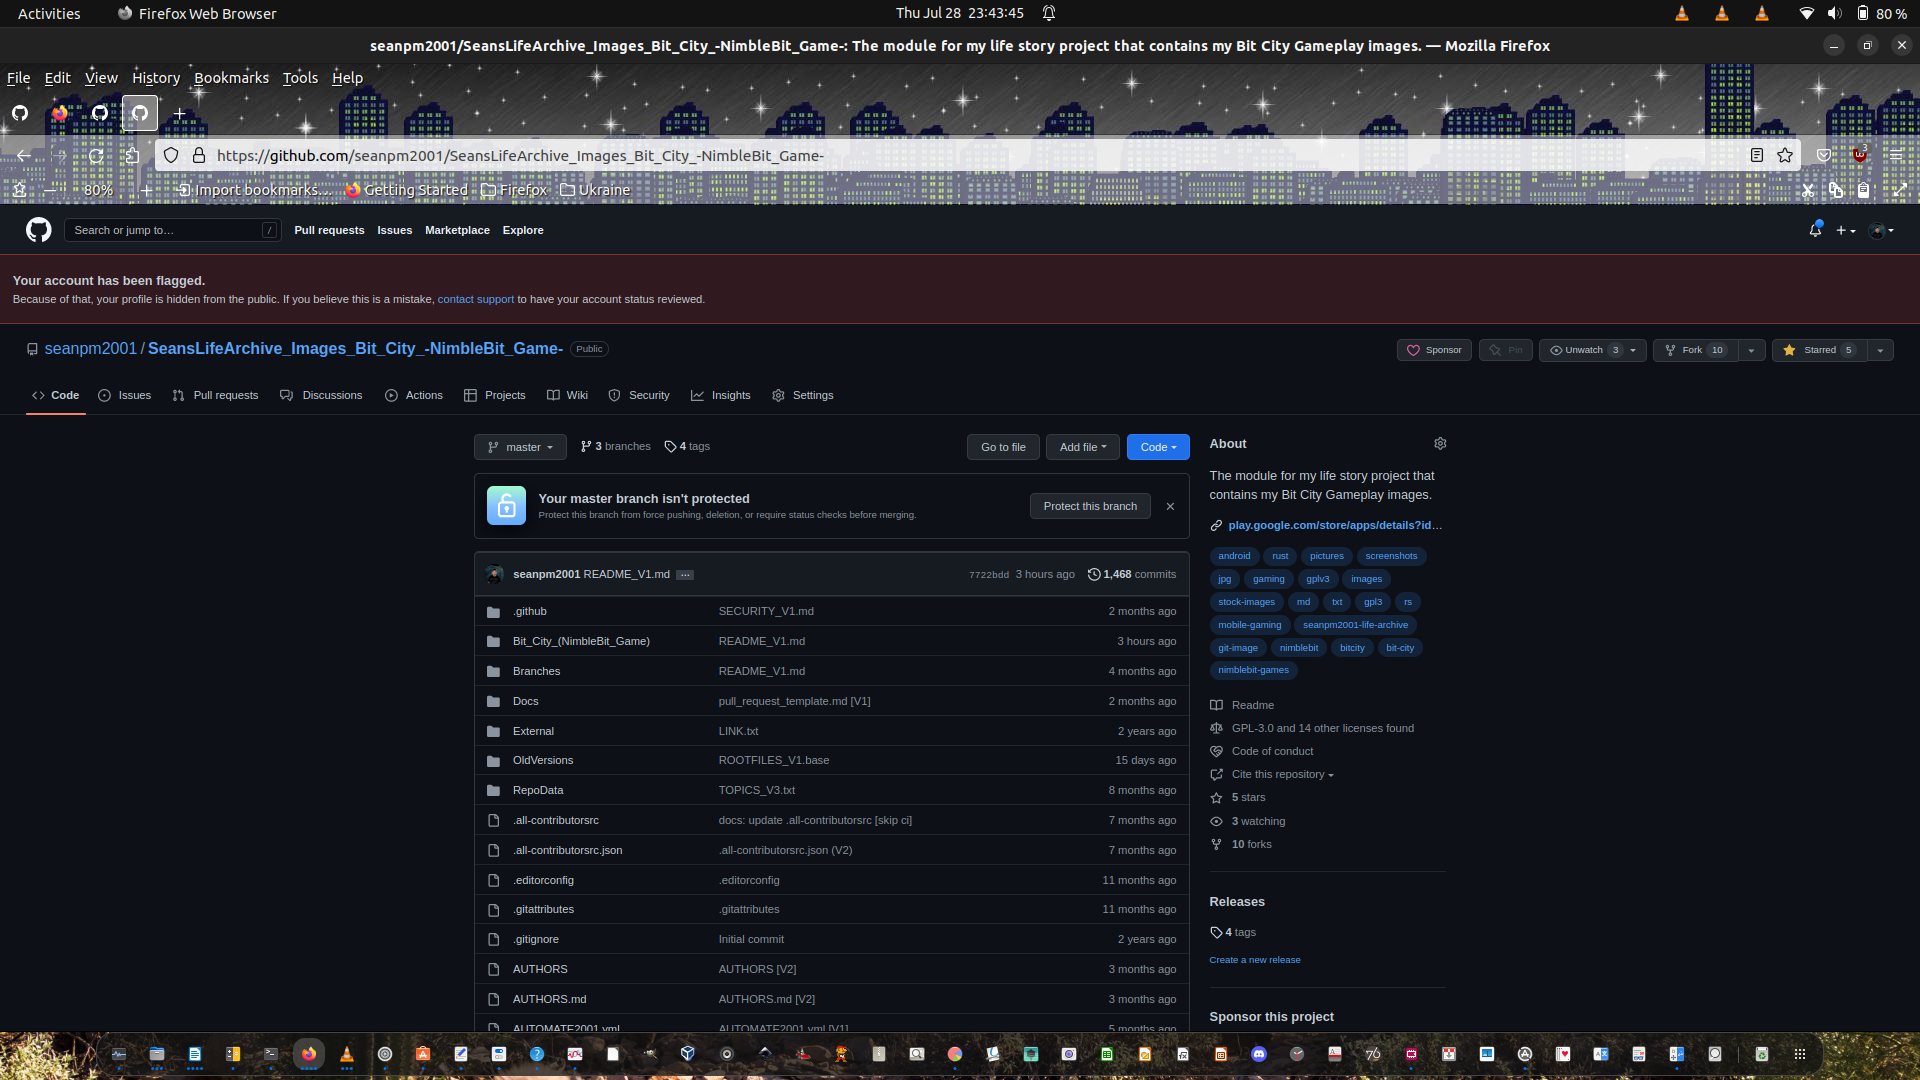 Activities Firefox Web Browser Thu Jul 28 23:43:45 80 %
seanpm2001/SeansLifeArchive_Images_Bit_City_-NimbleBit_Game-: The module for my life story project that contains my Bit City Gameplay images. — Mozilla Firefox
File Edit View History Bookmarks Tools Help
https://github.com/seanpm2001/SeansLifeArchive_Images_Bit_City_-NimbleBit_Game- 3
80% Import bookmarks... Getting Started Firefox Ukraine
Search or jump to... / Pull requests Issues Marketplace Explore
Your account has been flagged.
Because of that, your profile is hidden from the public. If you believe this is a mistake, contact support to have your account status reviewed.
seanpm2001 / SeansLifeArchive_Images_Bit_City_-NimbleBit_Game- Public Sponsor Pin Unwatch 3 Fork 10 Starred 5
Code Issues Pull requests Discussions Actions Projects Wiki Security Insights Settings
master 3 branches 4 tags Go to file Add file Code
Your master branch isn't protected
Protect this branch from force pushing, deletion, or require status checks before merging.
Protect this branch
seanpm2001 README_V1.md ... 7722bdd 3 hours ago 1,468 commits
.github SECURITY_V1.md 2 months ago
Bit_City_(NimbleBit_Game) README_V1.md 3 hours ago
Branches README_V1.md 4 months ago
Docs pull_request_template.md [V1] 2 months ago
External LINK.txt 2 years ago
OldVersions ROOTFILES_V1.base 15 days ago
RepoData TOPICS_V3.txt 8 months ago
.all-contributorsrc docs: update .all-contributorsrc [skip ci] 7 months ago
.all-contributorsrc.json .all-contributorsrc.json (V2) 7 months ago
.editorconfig .editorconfig 11 months ago
.gitattributes .gitattributes 11 months ago
.gitignore Initial commit 2 years ago
AUTHORS AUTHORS [V2] 3 months ago
AUTHORS.md AUTHORS.md [V2] 3 months ago
AUTOMATE2001.yml AUTOMATE2001.yml [V1] 5 months ago
About
The module for my life story project that
contains my Bit City Gameplay images.
play.google.com/store/apps/details?id...
android rust pictures screenshots
jpg gaming gplv3 images
stock-images md txt gpl3 rs
mobile-gaming seanpm2001-life-archive
git-image nimblebit bitcity bit-city
nimblebit-games
Readme
GPL-3.0 and 14 other licenses found
Code of conduct
Cite this repository
5 stars
3 watching
10 forks
Releases
4 tags
Create a new release
Sponsor this project